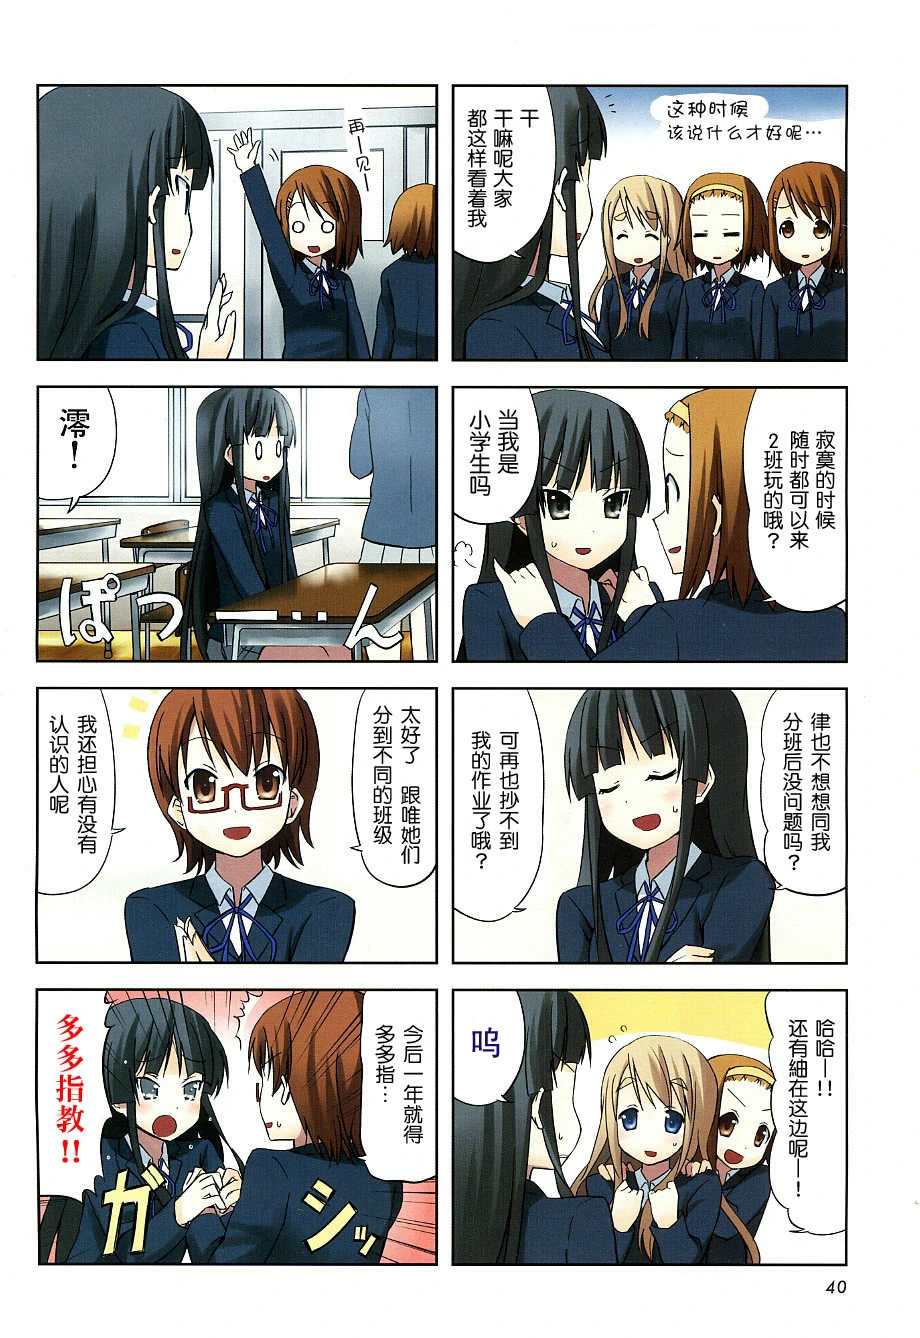 这种时候
该说什么才好呢…
干
干嘛呢大家
都这样看着我
寂寞的时候
随时都可以来
2班玩的哦?
当我是
小学生吗
律也不想想同我
分班后没问题吗?
可再也抄不到
我的作业了哦?
哈哈—!!
还有紬在这边呢—!
呜
再—见—
澪!
ぽつ…ん
太好了 跟唯她们
分到不同的班级
我还担心有没有
认识的人呢
今后一年就得
多多指…
多多指教!!
ガシッ
40